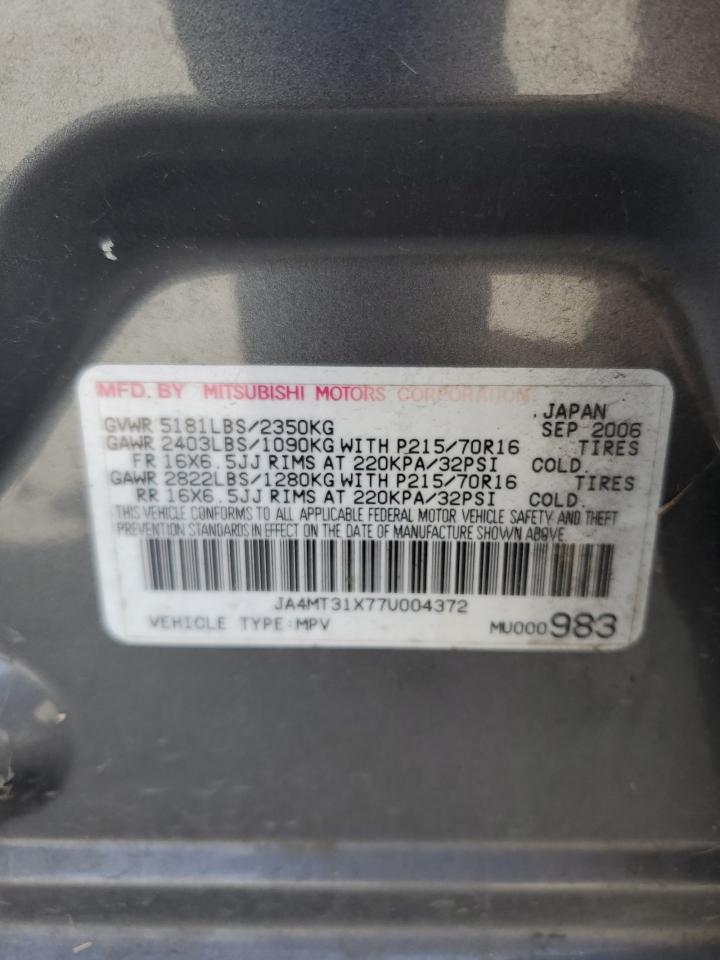 MFD. BY MITSUBISHI MOTORS CORPORATION
JAPAN
GVWR 5181LBS/2350KG SEP 2006
GAWR 2403LBS/1090KG WITH P215/70R16 TIRES
FR 16X6.5JJ RIMS AT 220KPA/32PSI COLD.
GAWR 2822LBS/1280KG WITH P215/70R16 TIRES
RR 16X6.5JJ RIMS AT 220KPA/32PSI COLD.
THIS VEHICLE CONFORMS TO ALL APPLICABLE FEDERAL MOTOR VEHICLE SAFETY AND THEFT
PREVENTION STANDARDS IN EFFECT ON THE DATE OF MANUFACTURE SHOWN ABOVE.
JA4MT31X77U004372
VEHICLE TYPE:MPV MU000983